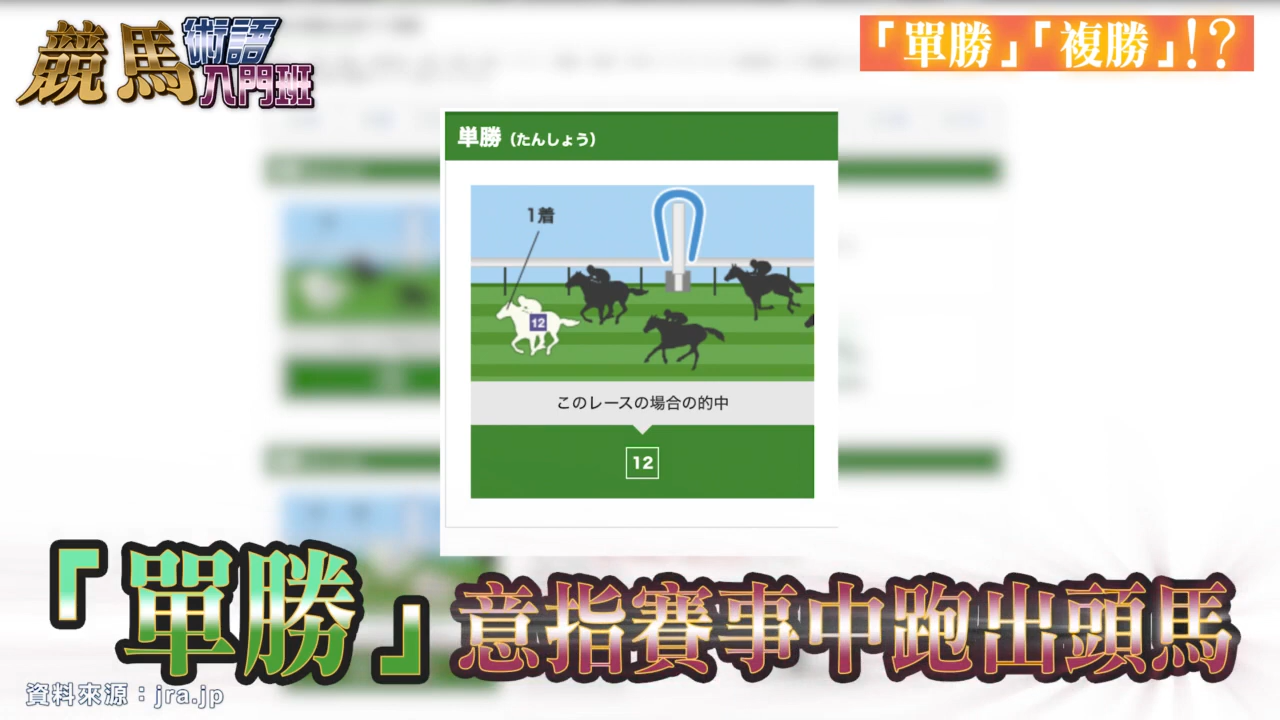 競馬術語入門班
「單勝」「複勝」!?
単勝（たんしょう）
1着
12
このレースの場合の的中
12
「單勝」意指賽事中跑出頭馬
資料來源：jra.jp